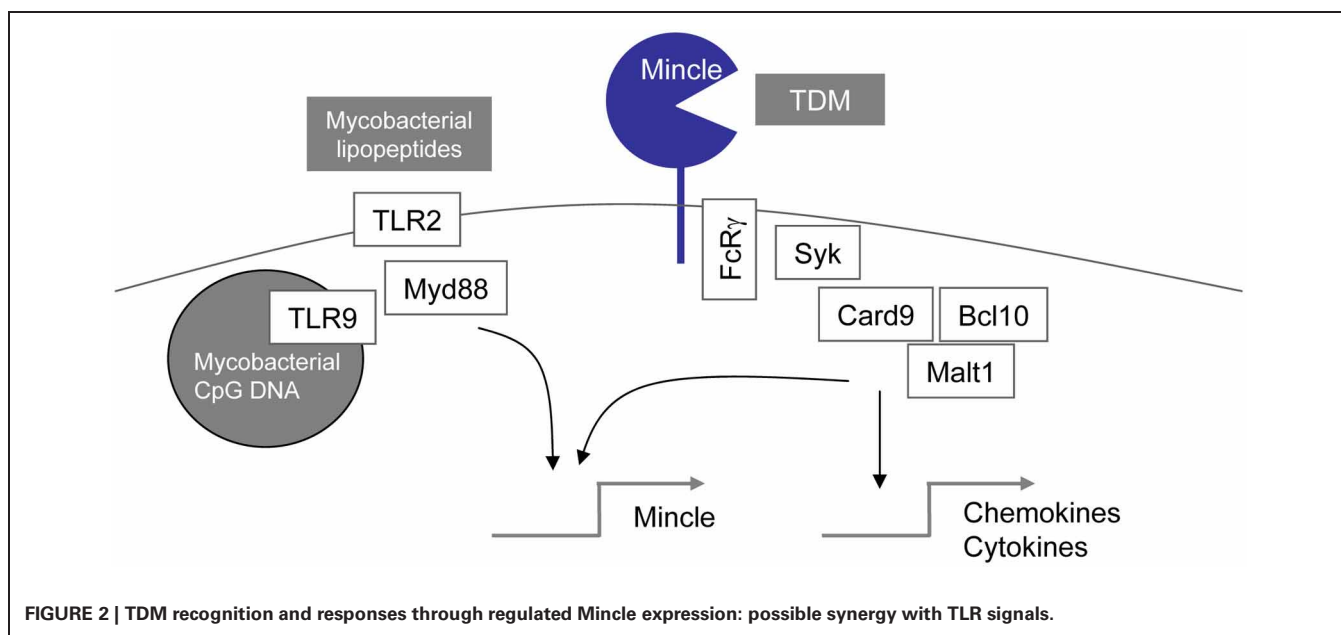 Mincle
TDM
Mycobacterial
lipopeptides
TLR2
FcRγ
Syk
Myd88
TLR9
Card9
Bcl10
Mycobacterial
CpG DNA
Malt1
Mincle
Chemokines
Cytokines
FIGURE 2 | TDM recognition and responses through regulated Mincle expression: possible synergy with TLR signals.